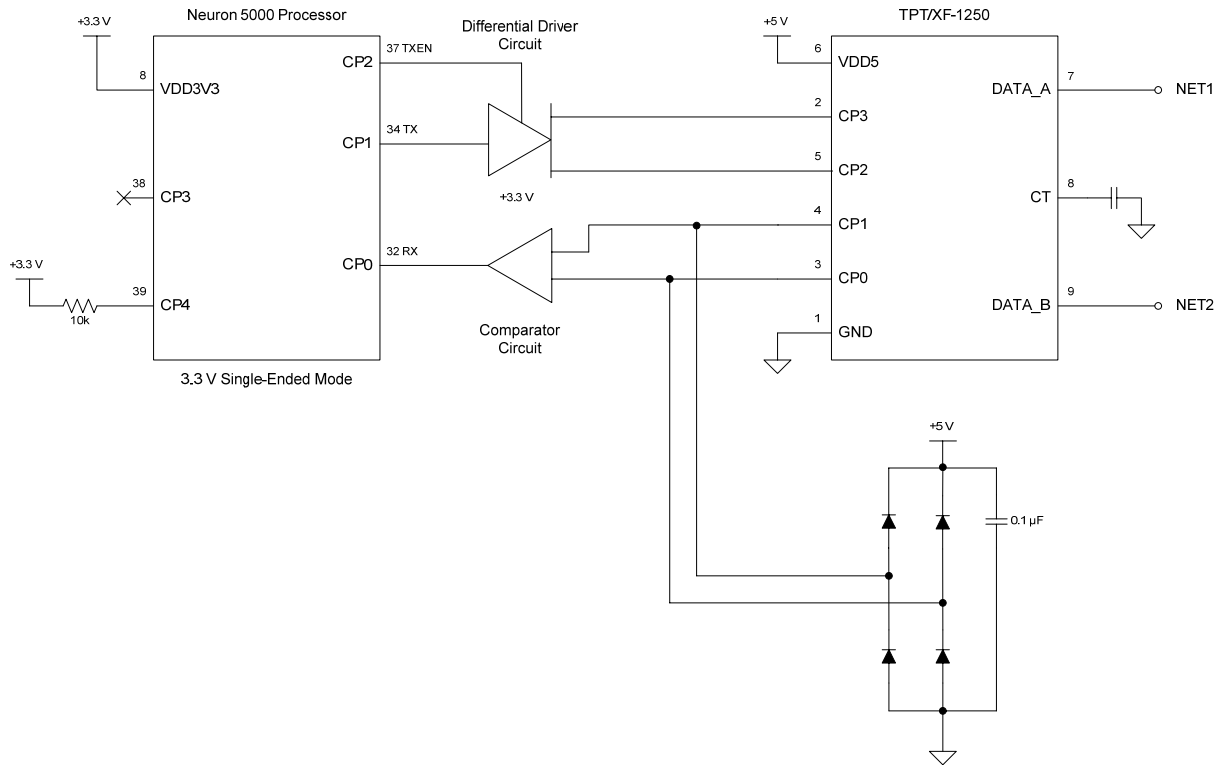 Neuron 5000 Processor
TPT/XF-1250
+3.3 V
Differential Driver
Circuit
+5 V
37 TXEN
CP2
6
VDD5
8
VDD3V3
7
DATA_A
NET1
2
CP3
34 TX
CP1
5
CP2
38
CP3
+3.3 V
8
CT
4
CP1
32 RX
CP0
3
CP0
+3.3 V
39
CP4
10k
9
DATA_B
NET2
1
GND
Comparator
Circuit
3.3 V Single-Ended Mode
+5 V
0.1 µF